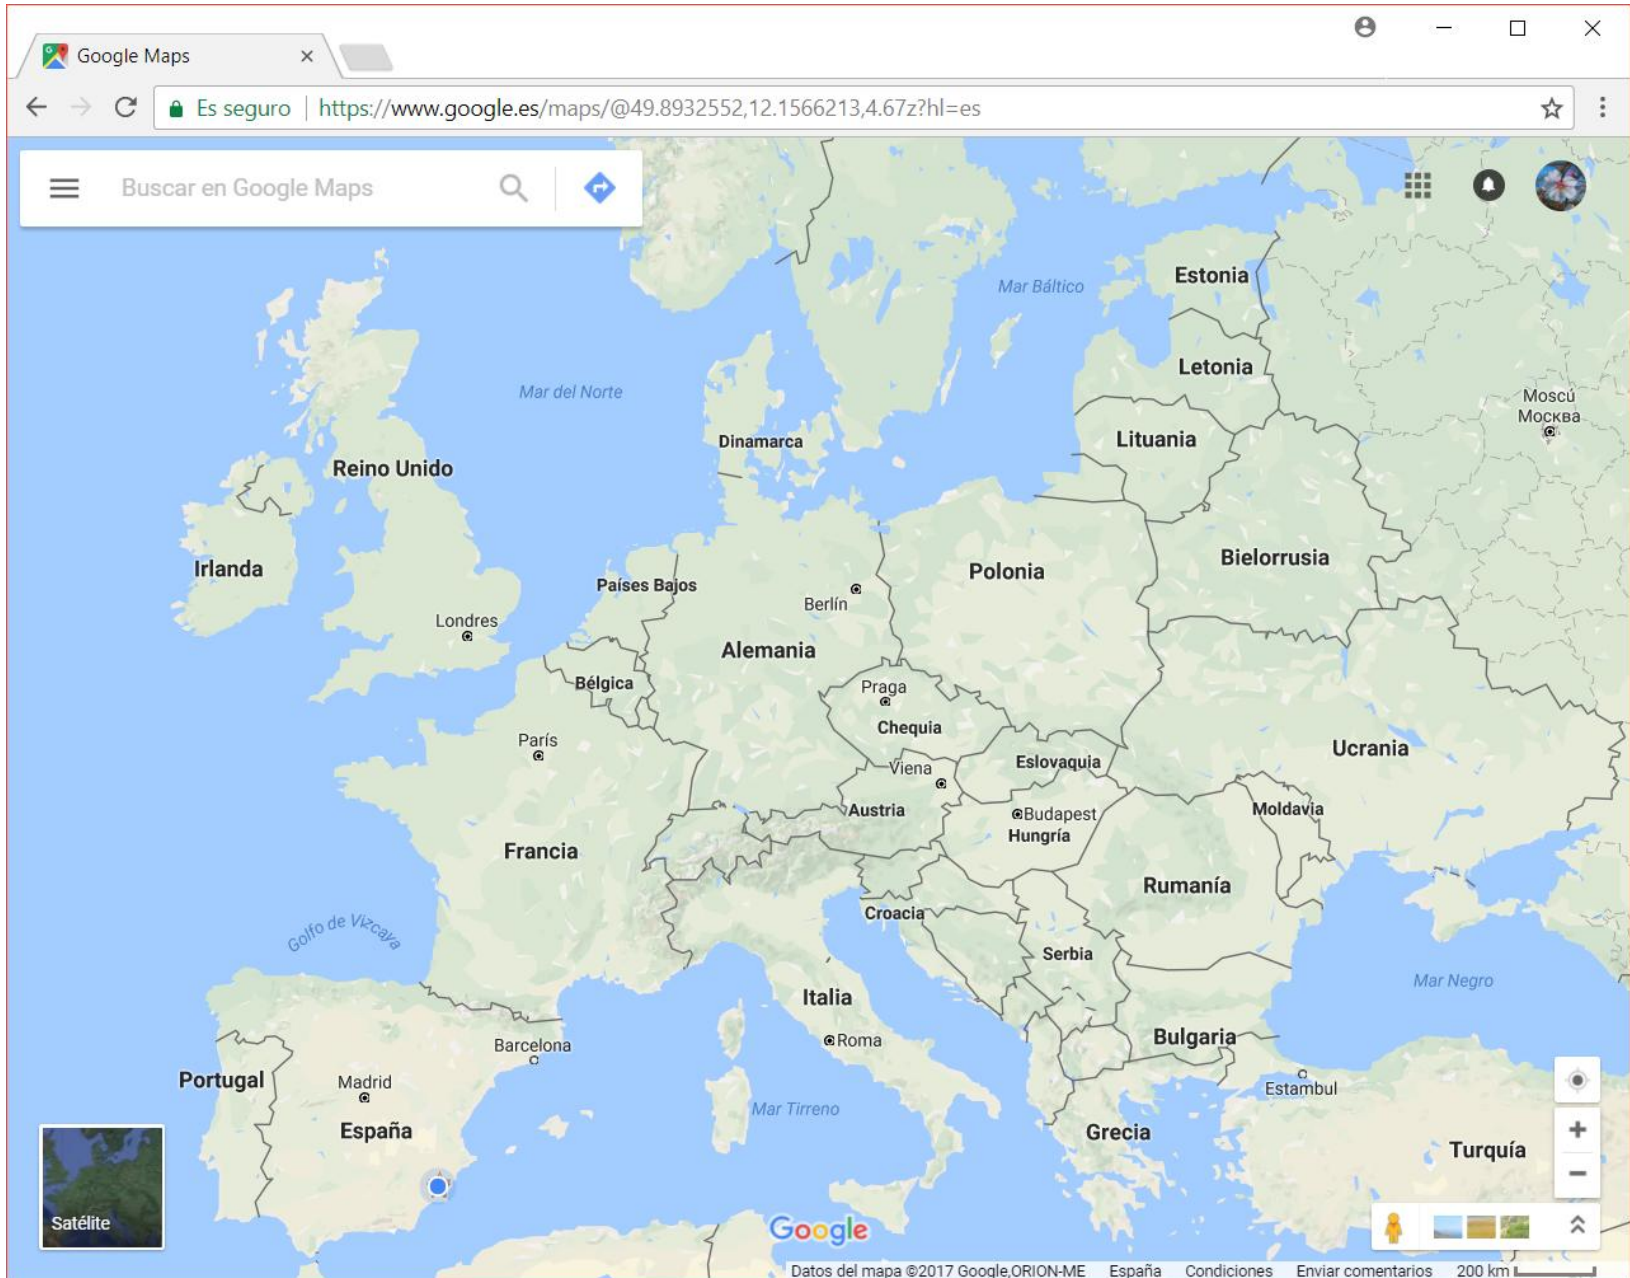 Google Maps
Es seguro
https://www.google.es/maps/@49.8932552,12.1566213,4.67z?hl=es
Buscar en Google Maps
Estonia
Mar Báltico
Letonia
Mar del Norte
Moscú
Москва
Dinamarca
Lituania
Reino Unido
Bielorrusia
Irlanda
Polonia
Países Bajos
Berlín
Londres
Alemania
Bélgica
Praga
Chequia
París
Ucrania
Eslovaquia
Viena
Austria
Moldavia
Budapest
Hungría
Francia
Rumanía
Croacia
Golfo de Vizcaya
Serbia
Mar Negro
Italia
Bulgaria
Roma
Barcelona
Portugal
Madrid
Estambul
Mar Tirreno
España
Grecia
Turquía
Satélite
Google
Datos del mapa ©2017 Google,ORION-ME España Condiciones Enviar comentarios 200 km